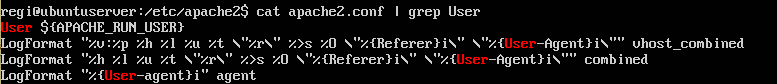 regi@ubuntuserver:/etc/apache2$ cat apache2.conf | grep User
User ${APACHE_RUN_USER}
LogFormat "%v:%p %h %l %u %t \"%r\" %>s %O \"%{Referer}i\" \"%{User-Agent}i\"" vhost_combined
LogFormat "%h %l %u %t \"%r\" %>s %O \"%{Referer}i\" \"%{User-Agent}i\"" combined
LogFormat "%{User-agent}i" agent